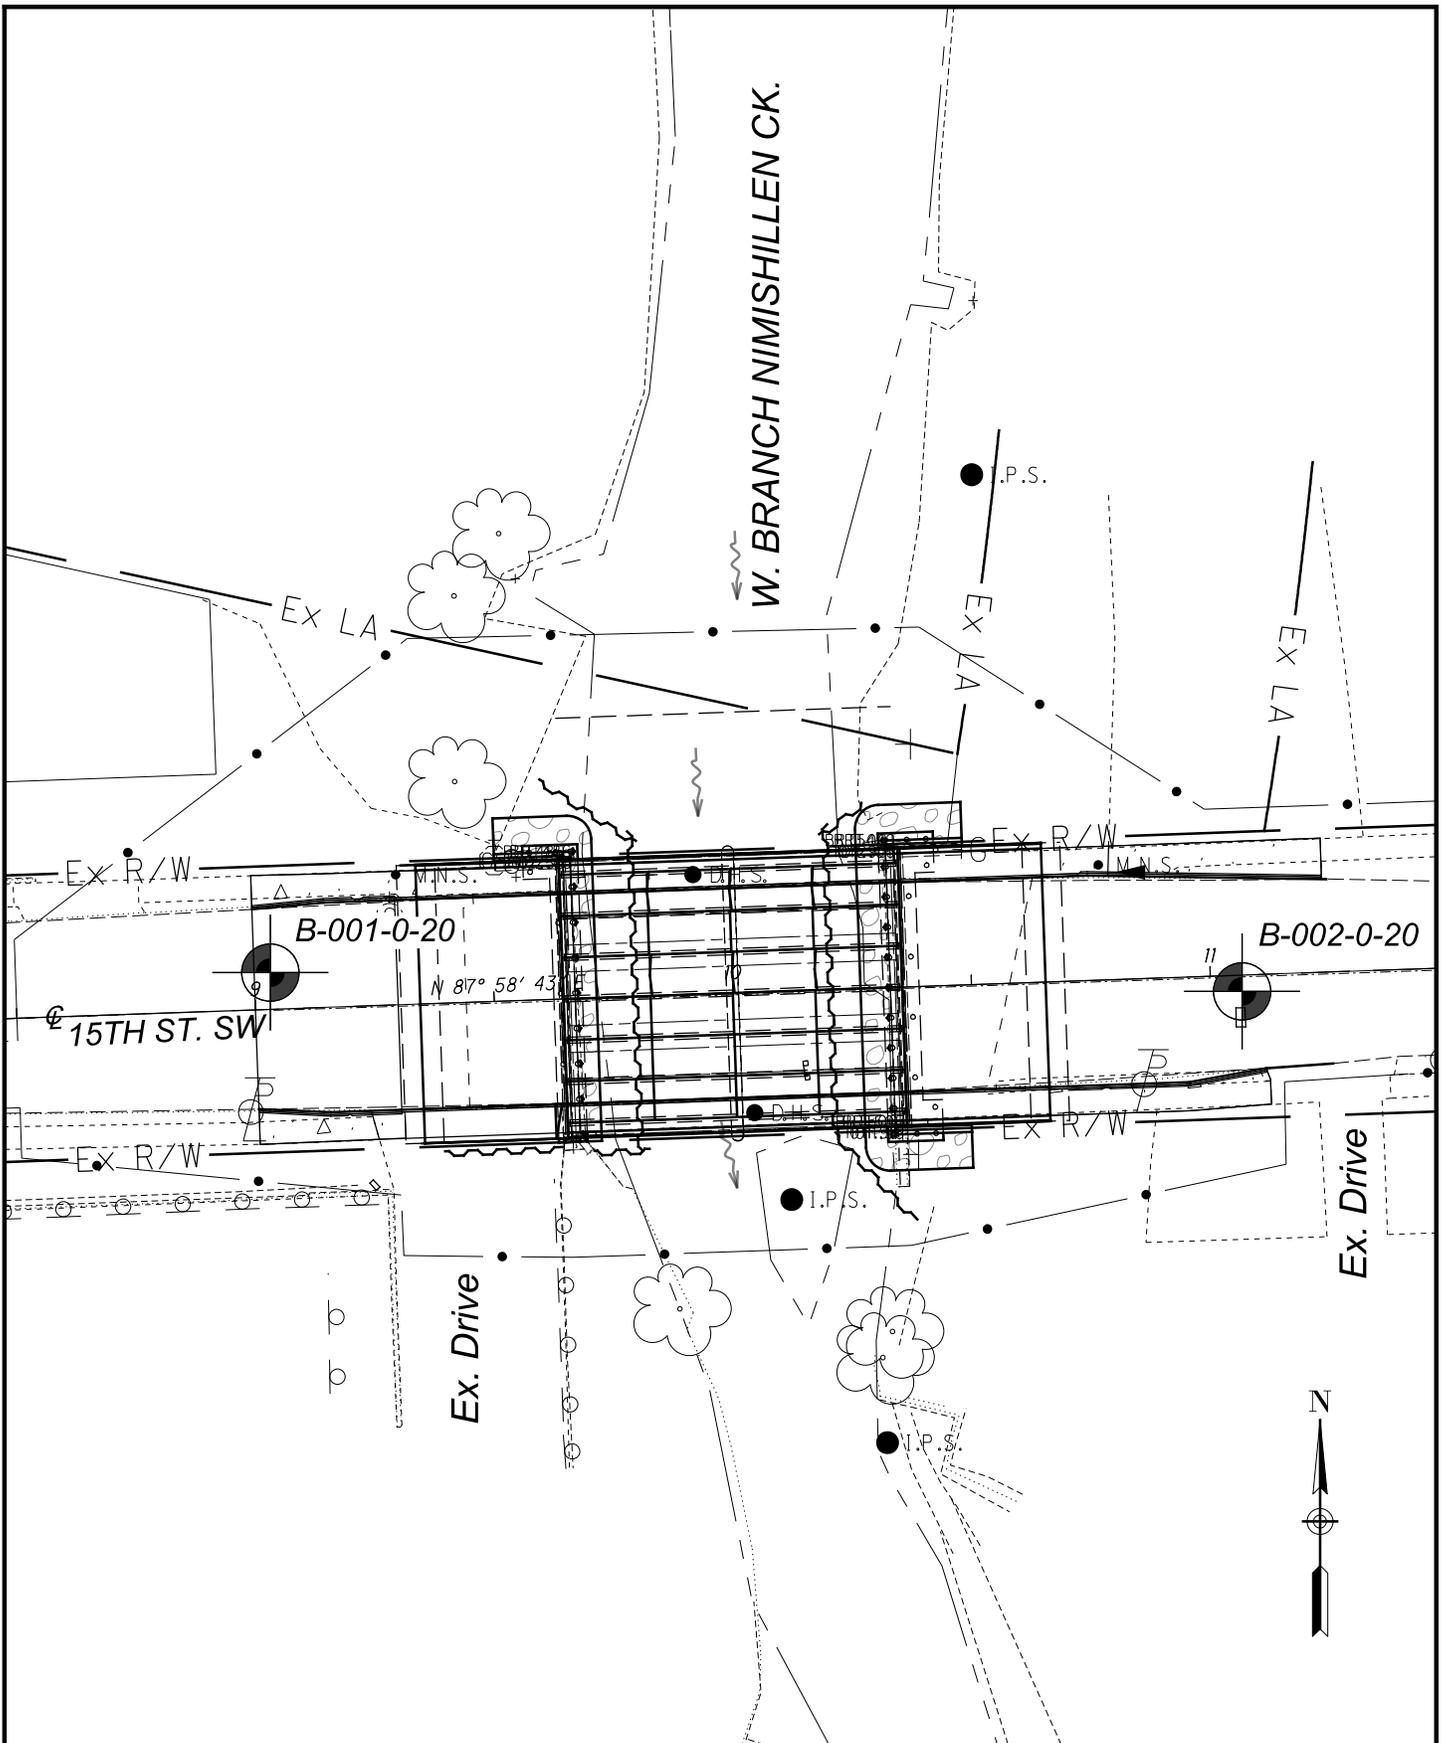 W. BRANCH NIMISHILLEN CK.
I.P.S.
Ex LA
Ex LA
Ex LA
Ex R/W
Ex R/W
M.N.S.
D.H.S.
M.N.S.
B-001-0-20
B-002-0-20
11
10
N 87° 58' 43" E
9
15TH ST. SW
D.H.S.
Ex R/W
Ex R/W
I.P.S.
Ex. Drive
Ex. Drive
I.P.S.
N